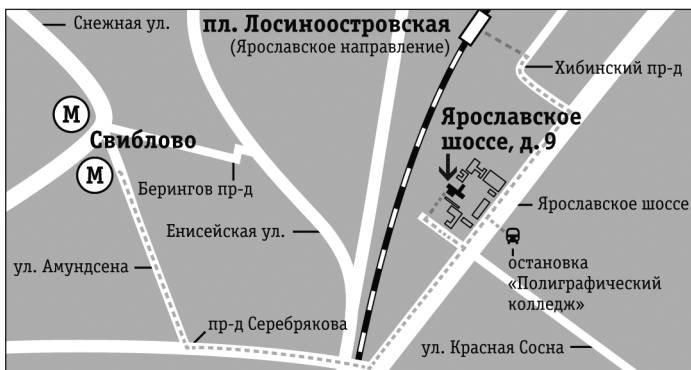 Снежная ул.
пл. Лосиноостровская
(Ярославское направление)
Хибинский пр-д
М
Свиблово
М
Ярославское
шоссе, д. 9
Берингов пр-д
Ярославское шоссе
Енисейская ул.
остановка
«Полиграфический
колледж»
ул. Амундсена
пр-д Серебрякова
ул. Красная Сосна